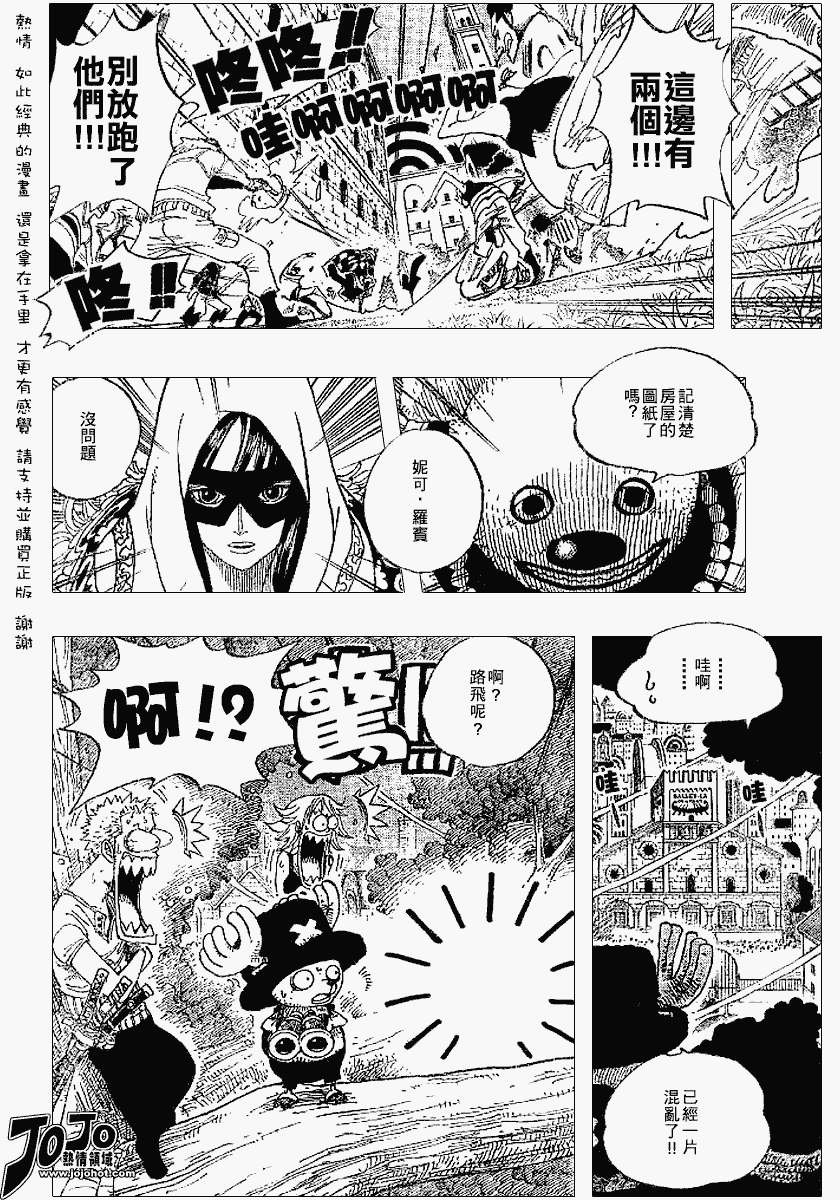 這邊有
兩個!!!
咚咚!!
哇啊啊啊啊啊
別放跑了
他們!!!
咚!!
記清楚
房屋的
圖紙了
嗎？
妮可．羅賓
沒問題
……
哇啊
……
哇
哇
GALLEY-LA
已經一片
混亂了!!
啊？
路飛呢？
驚!!!
啊!?
熱情 如此經典的漫畫 還是拿在手里 才更有感覺 請支持並購買正版 謝謝
JOJO
熱情領域
www.jojohot.com